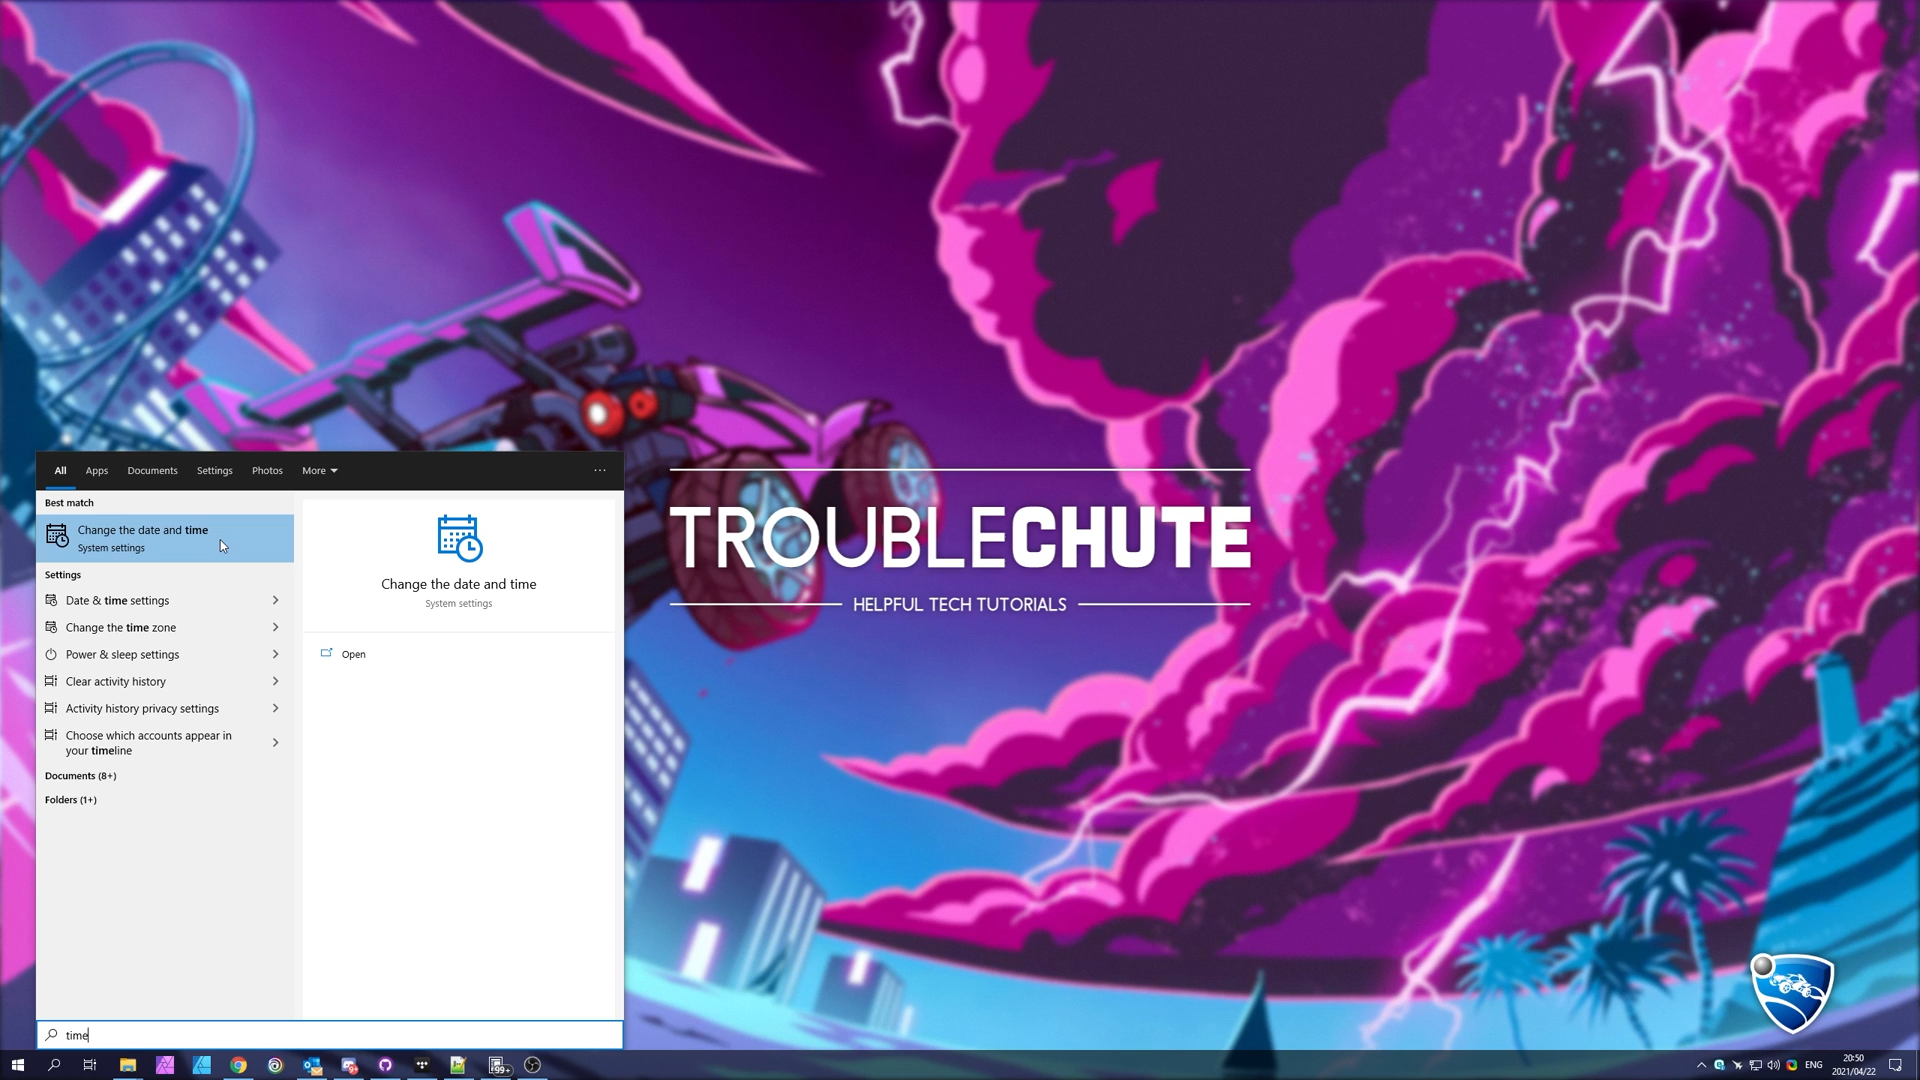 All Apps Documents Settings Photos More
Best match
Change the date and time
System settings
Settings
Date & time settings
Change the time zone
Power & sleep settings
Clear activity history
Activity history privacy settings
Choose which accounts appear in
your timeline
Documents (8+)
Folders (1+)
Change the date and time
System settings
Open
time
TROUBLECHUTE
HELPFUL TECH TUTORIALS
9+
99+
ENG
20:50
2021/04/22